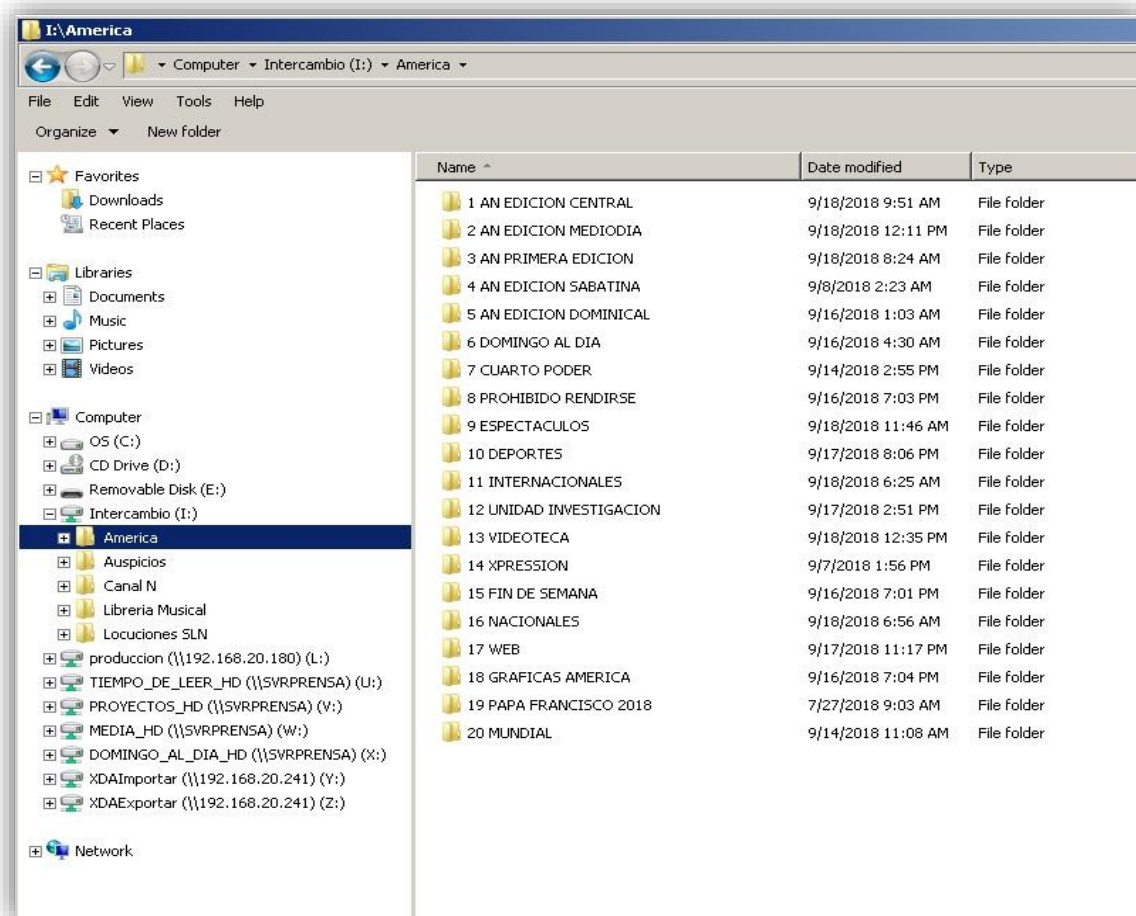 I:\America
Computer Intercambio (I:) America
File Edit View Tools Help
Organize New folder
Favorites
Downloads
Recent Places
Libraries
Documents
Music
Pictures
Videos
Computer
OS (C:)
CD Drive (D:)
Removable Disk (E:)
Intercambio (I:)
America
Auspicios
Canal N
Libreria Musical
Locuciones SLN
produccion (\\192.168.20.180) (L:)
TIEMPO_DE_LEER_HD (\\SVRPRENSA) (U:)
PROYECTOS_HD (\\SVRPRENSA) (V:)
MEDIA_HD (\\SVRPRENSA) (W:)
DOMINGO_AL_DIA_HD (\\SVRPRENSA) (X:)
XDAImportar (\\192.168.20.241) (Y:)
XDAExportar (\\192.168.20.241) (Z:)
Network
Name Date modified Type
1 AN EDICION CENTRAL 9/18/2018 9:51 AM File folder
2 AN EDICION MEDIODIA 9/18/2018 12:11 PM File folder
3 AN PRIMERA EDICION 9/18/2018 8:24 AM File folder
4 AN EDICION SABATINA 9/8/2018 2:23 AM File folder
5 AN EDICION DOMINICAL 9/16/2018 1:03 AM File folder
6 DOMINGO AL DIA 9/16/2018 4:30 AM File folder
7 CUARTO PODER 9/14/2018 2:55 PM File folder
8 PROHIBIDO RENDIRSE 9/16/2018 7:03 PM File folder
9 ESPECTACULOS 9/18/2018 11:46 AM File folder
10 DEPORTES 9/17/2018 8:06 PM File folder
11 INTERNACIONALES 9/18/2018 6:25 AM File folder
12 UNIDAD INVESTIGACION 9/17/2018 2:51 PM File folder
13 VIDEOTECA 9/18/2018 12:35 PM File folder
14 XPRESSION 9/7/2018 1:56 PM File folder
15 FIN DE SEMANA 9/16/2018 7:01 PM File folder
16 NACIONALES 9/18/2018 6:56 AM File folder
17 WEB 9/17/2018 11:17 PM File folder
18 GRAFICAS AMERICA 9/16/2018 7:04 PM File folder
19 PAPA FRANCISCO 2018 7/27/2018 9:03 AM File folder
20 MUNDIAL 9/14/2018 11:08 AM File folder